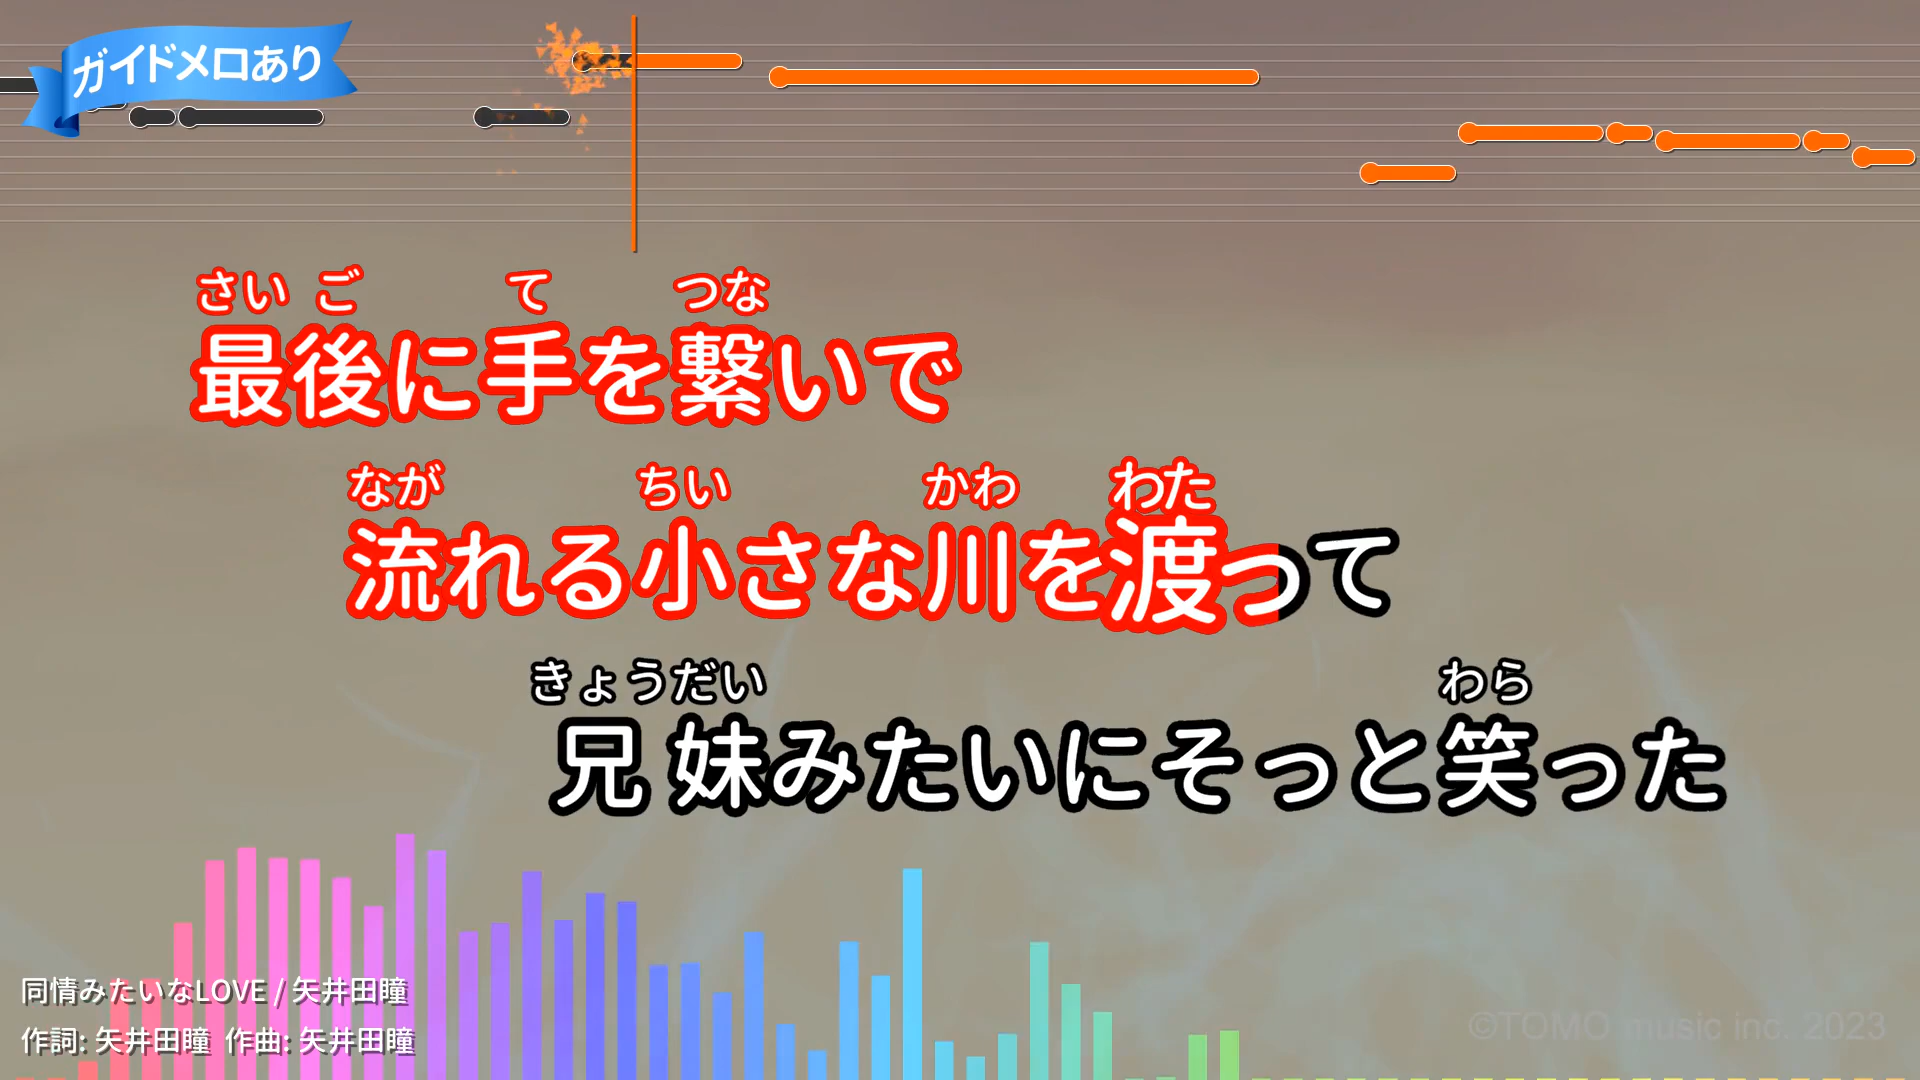 ガイドメロあり
さい ご て つな
最後に手を繋いで
なが ちい かわ わた
流れる小さな川を渡って
きょうだい わら
兄妹みたいにそっと笑った
同情みたいなLOVE / 矢井田瞳
作詞: 矢井田瞳 作曲: 矢井田瞳
©TOMO music inc. 2023